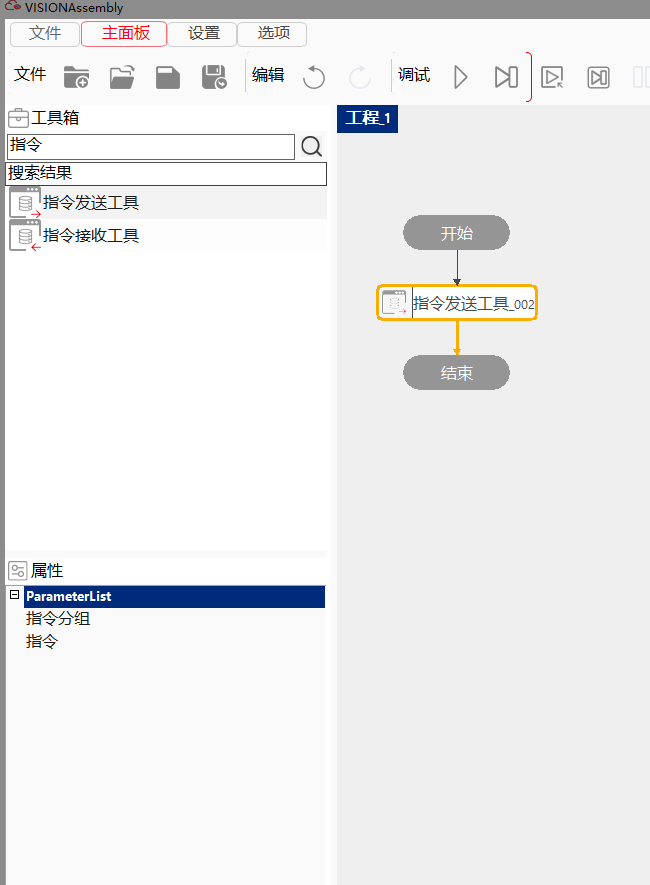 VISIONAssembly
文件 主面板 设置 选项
文件 编辑 调试
工具箱
指令
搜索结果
指令发送工具
指令接收工具
工程_1
开始
指令发送工具_002
结束
属性
ParameterList
指令分组
指令